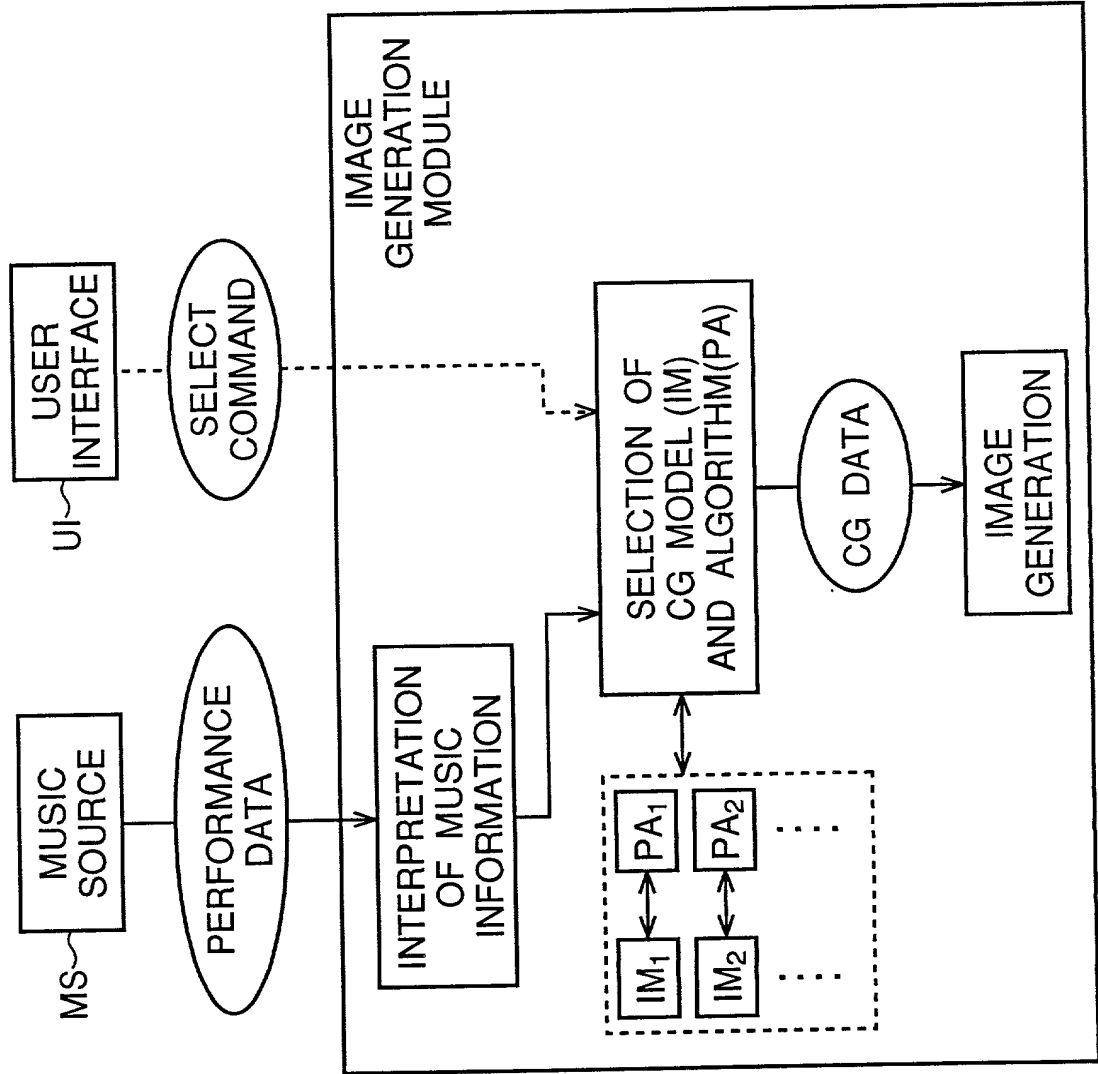 MS
MUSIC
SOURCE
UI
USER
INTERFACE
PERFORMANCE
DATA
SELECT
COMMAND
IMAGE
GENERATION
MODULE
INTERPRETATION
OF MUSIC
INFORMATION
IM1
PA1
IM2
PA2
.... ....
SELECTION OF
CG MODEL (IM)
AND ALGORITHM(PA)
CG DATA
IMAGE
GENERATION